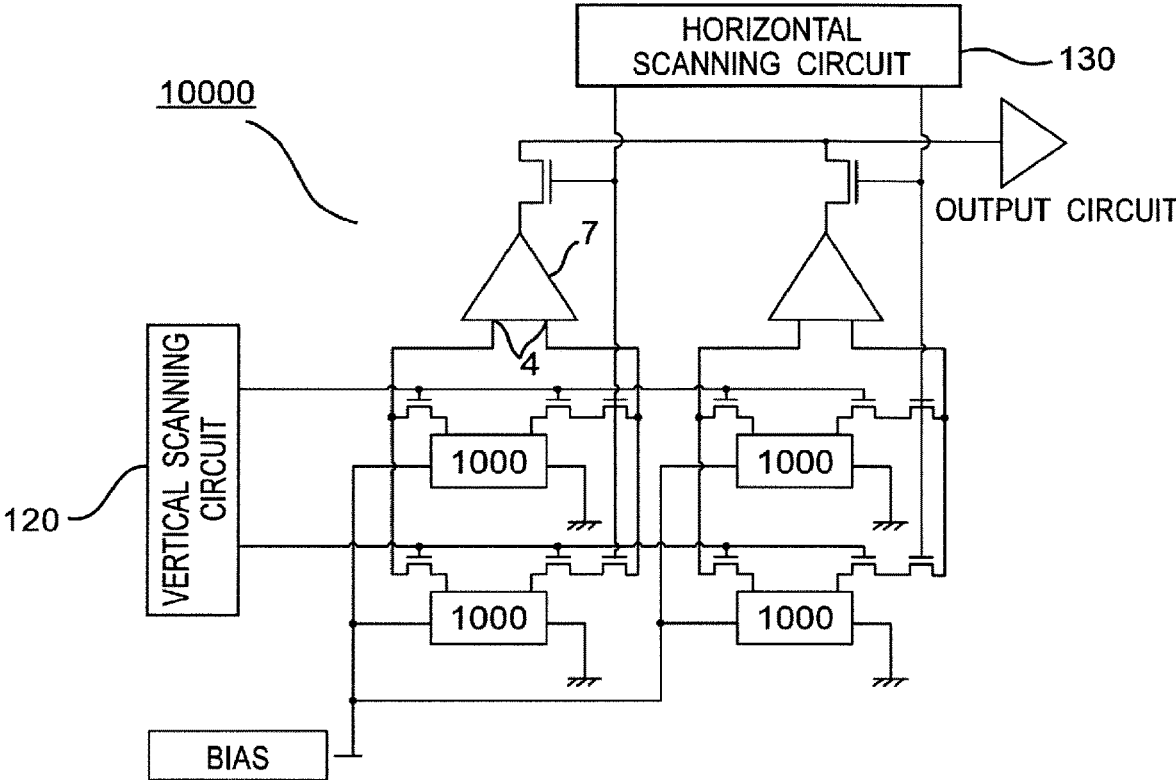 HORIZONTAL
SCANNING CIRCUIT
130
10000
OUTPUT CIRCUIT
7
4
VERTICAL SCANNING
CIRCUIT
120
1000
1000
1000
1000
BIAS